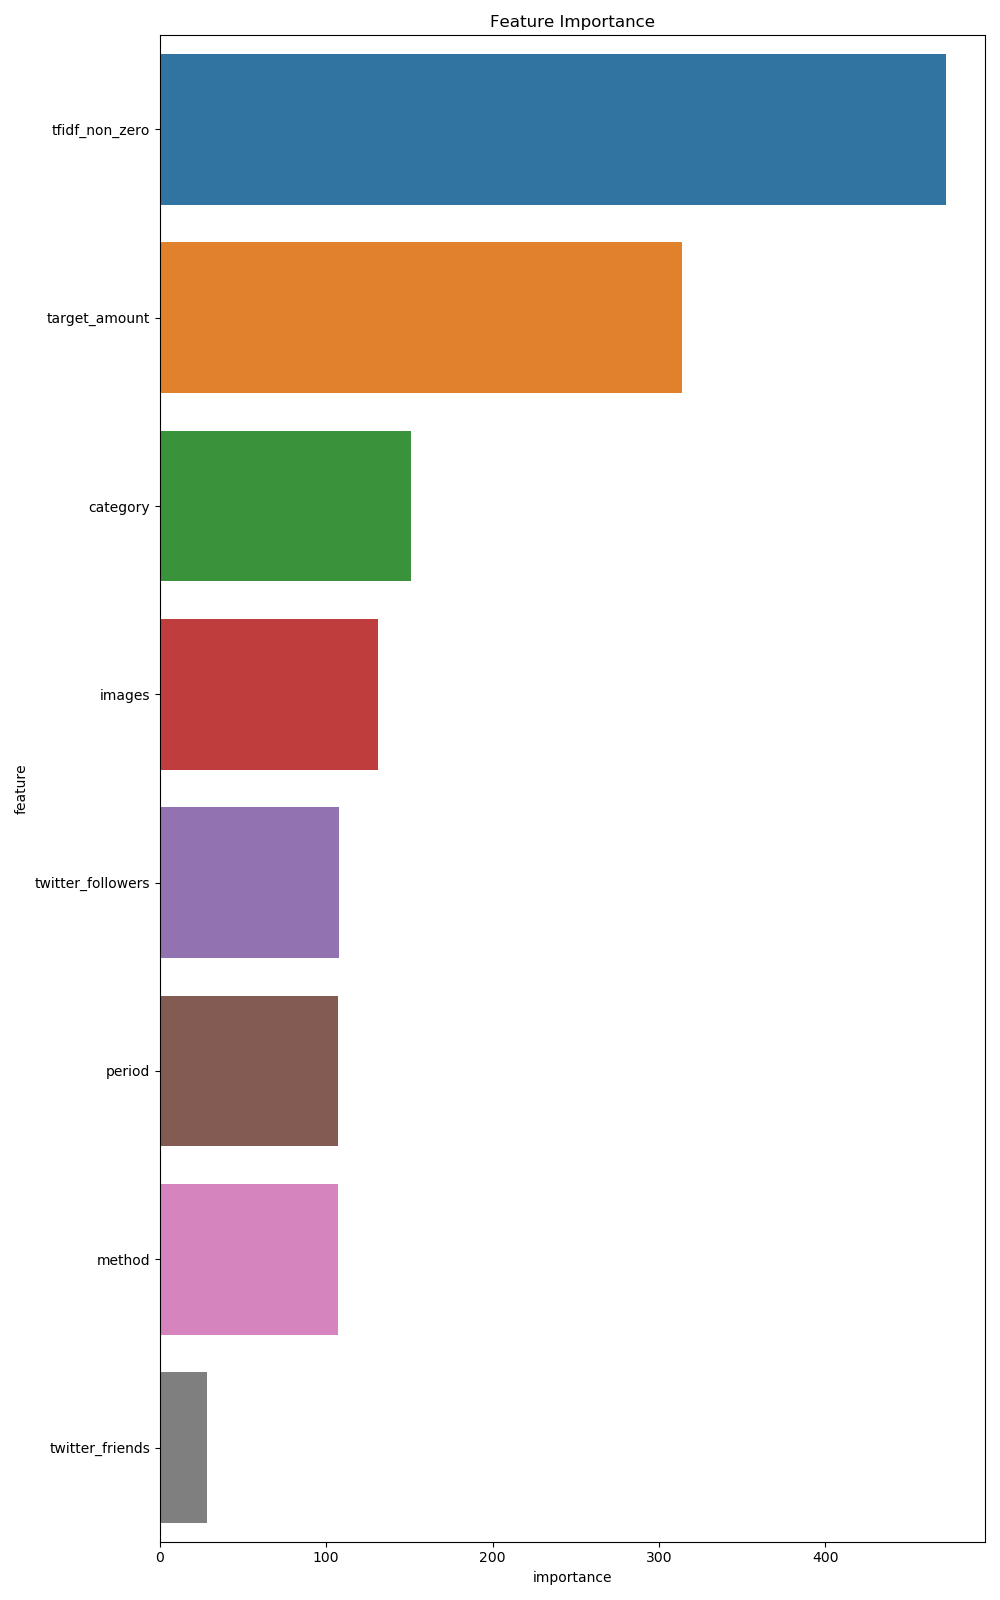 Feature Importance
tfidf_non_zero
target_amount
category
images
feature
twitter_followers
period
method
twitter_friends
0 100 200 300 400
importance